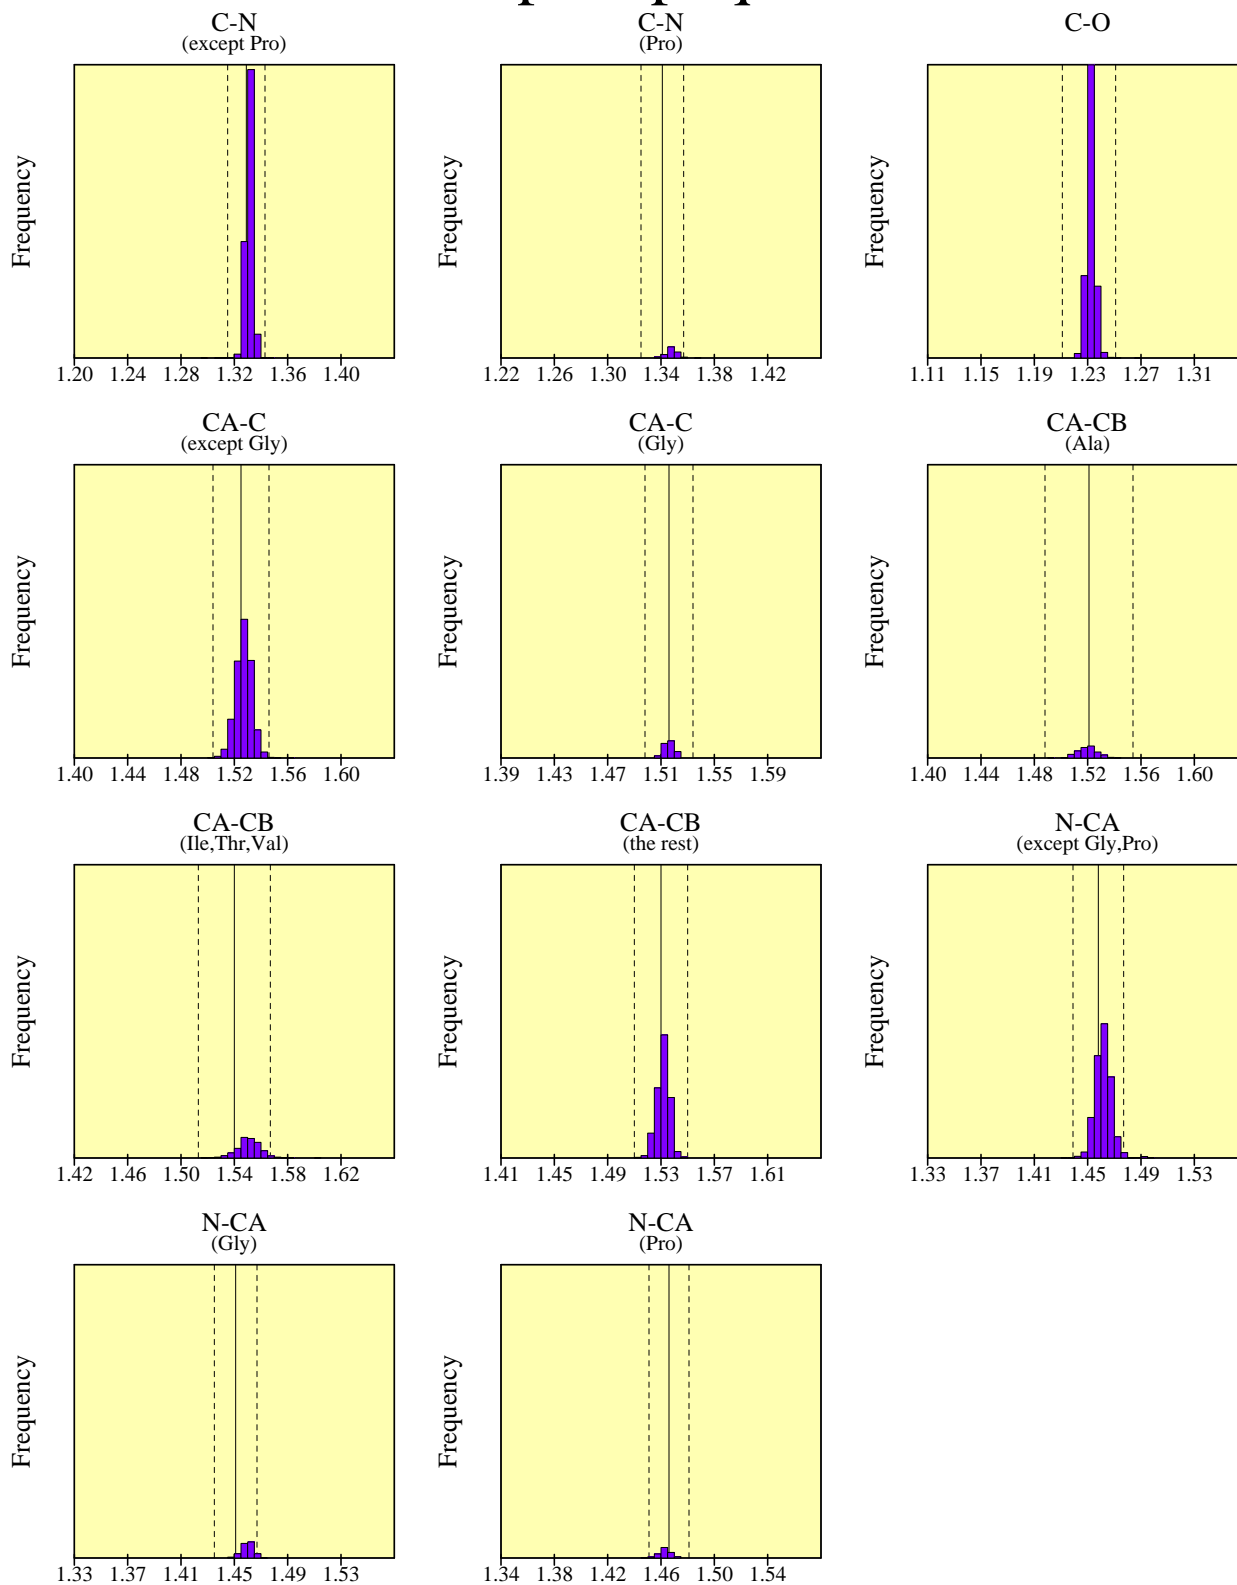 C-N
(except Pro)
C-N
(Pro)
C-O
Frequency
Frequency
Frequency
1.20 1.24 1.28 1.32 1.36 1.40
1.22 1.26 1.30 1.34 1.38 1.42
1.11 1.15 1.19 1.23 1.27 1.31
CA-C
(except Gly)
CA-C
(Gly)
CA-CB
(Ala)
Frequency
Frequency
Frequency
1.40 1.44 1.48 1.52 1.56 1.60
1.39 1.43 1.47 1.51 1.55 1.59
1.40 1.44 1.48 1.52 1.56 1.60
CA-CB
(Ile,Thr,Val)
CA-CB
(the rest)
N-CA
(except Gly,Pro)
Frequency
Frequency
Frequency
1.42 1.46 1.50 1.54 1.58 1.62
1.41 1.45 1.49 1.53 1.57 1.61
1.33 1.37 1.41 1.45 1.49 1.53
N-CA
(Gly)
N-CA
(Pro)
Frequency
Frequency
1.33 1.37 1.41 1.45 1.49 1.53
1.34 1.38 1.42 1.46 1.50 1.54